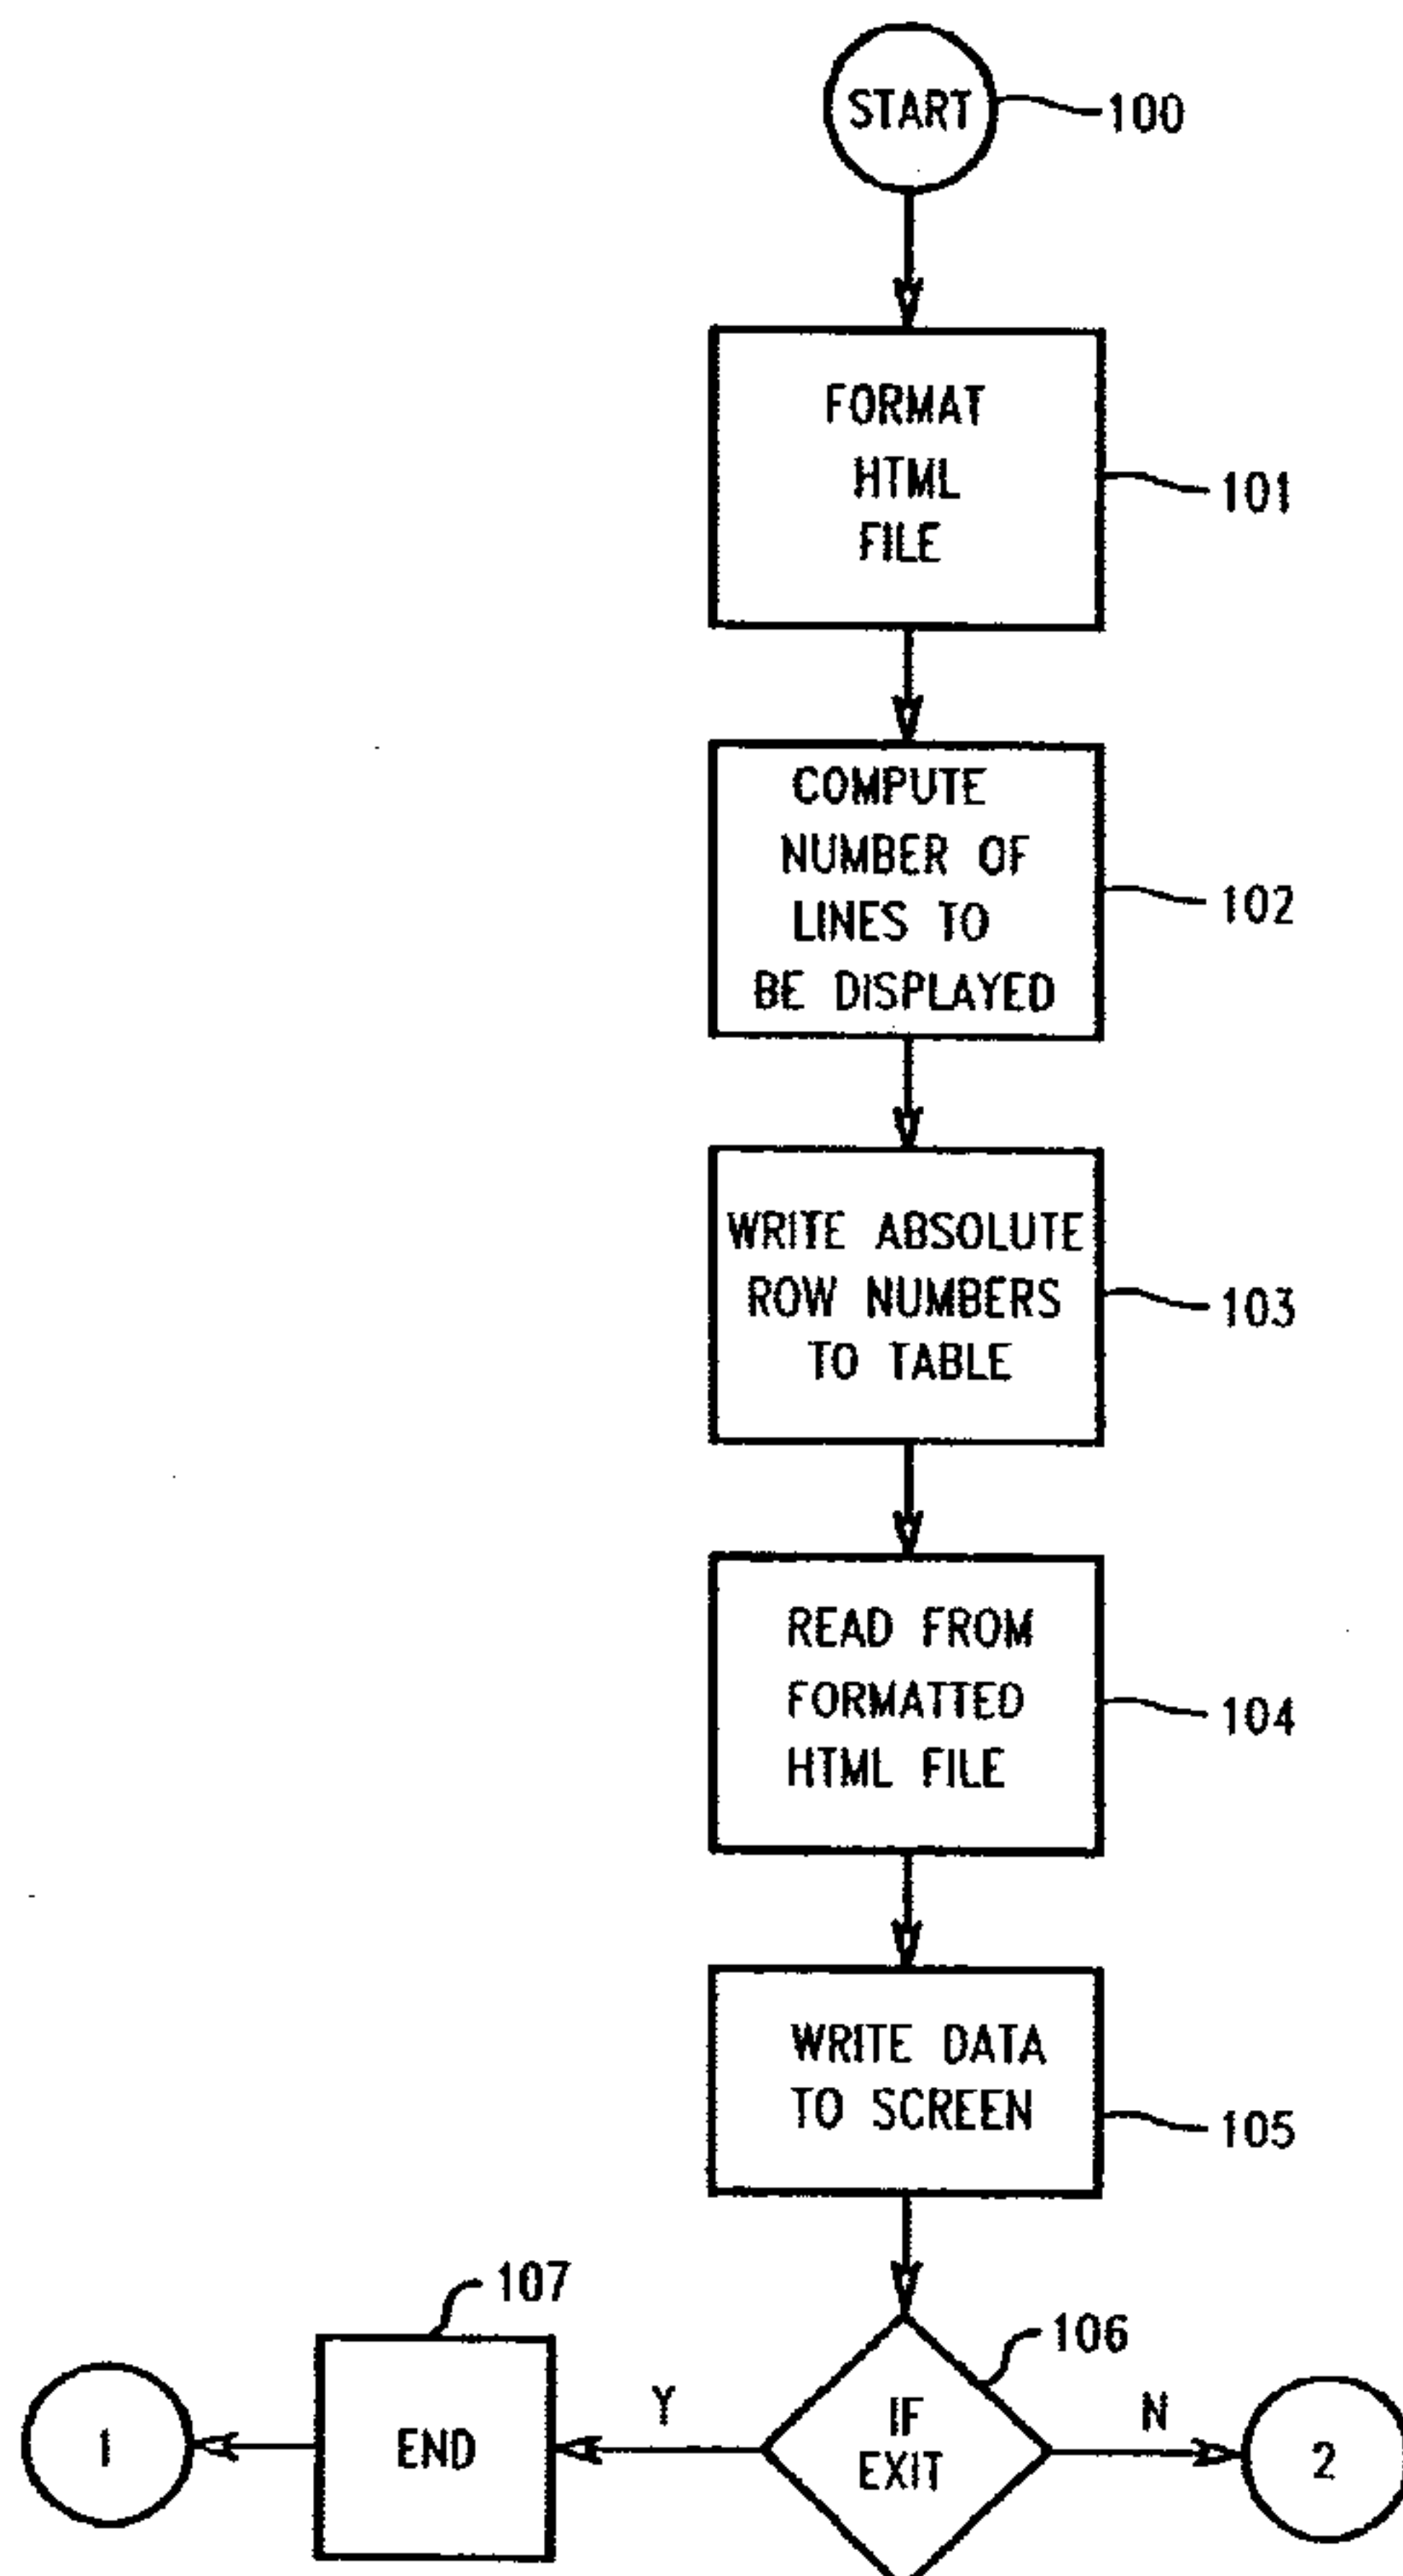 START
100
FORMAT
HTML
FILE
101
COMPUTE
NUMBER OF
LINES TO
BE DISPLAYED
102
WRITE ABSOLUTE
ROW NUMBERS
TO TABLE
103
READ FROM
FORMATTED
HTML FILE
104
WRITE DATA
TO SCREEN
105
107
106
1
END
Y
IF
EXIT
N
2